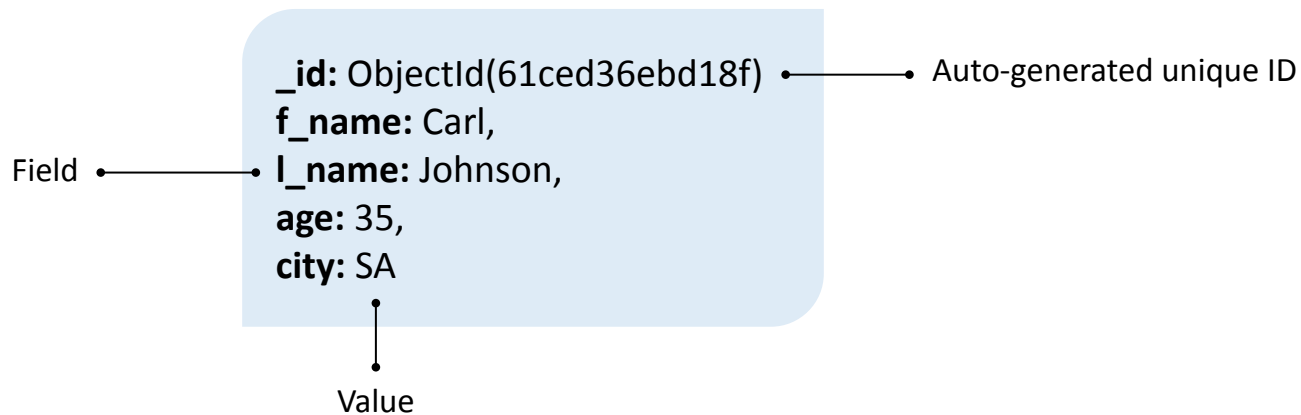 _id: ObjectId(61ced36ebd18f)
Auto-generated unique ID
f_name: Carl,
Field
l_name: Johnson,
age: 35,
city: SA
Value